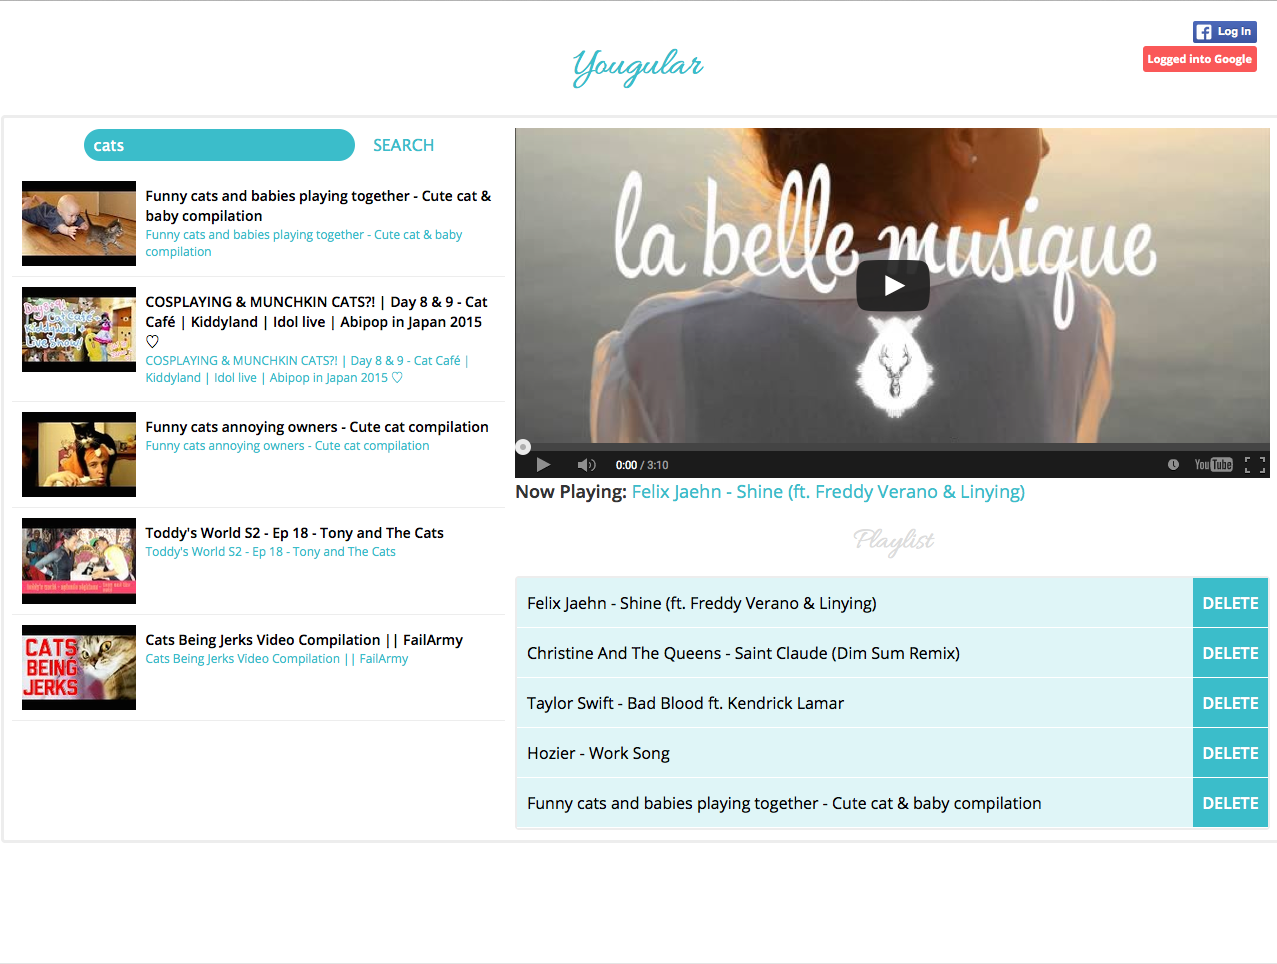 Log In
Yougular
Logged into Google
cats
SEARCH
Funny cats and babies playing together - Cute cat &
baby compilation
Funny cats and babies playing together - Cute cat & baby
compilation
COSPLAYING & MUNCHKIN CATS?! | Day 8 & 9 - Cat
Café | Kiddyland | Idol live | Abipop in Japan 2015
♡
COSPLAYING & MUNCHKIN CATS?! | Day 8 & 9 - Cat Café |
Kiddyland | Idol live | Abipop in Japan 2015 ♡
Funny cats annoying owners - Cute cat compilation
Funny cats annoying owners - Cute cat compilation
Toddy's World S2 - Ep 18 - Tony and The Cats
Toddy's World S2 - Ep 18 - Tony and The Cats
CATS
BEING
JERKS
Cats Being Jerks Video Compilation || FailArmy
Cats Being Jerks Video Compilation || FailArmy
la belle musique
0:00 / 3:10
YouTube
Now Playing: Felix Jaehn - Shine (ft. Freddy Verano & Linying)
Playlist
Felix Jaehn - Shine (ft. Freddy Verano & Linying) DELETE
Christine And The Queens - Saint Claude (Dim Sum Remix) DELETE
Taylor Swift - Bad Blood ft. Kendrick Lamar DELETE
Hozier - Work Song DELETE
Funny cats and babies playing together - Cute cat & baby compilation DELETE